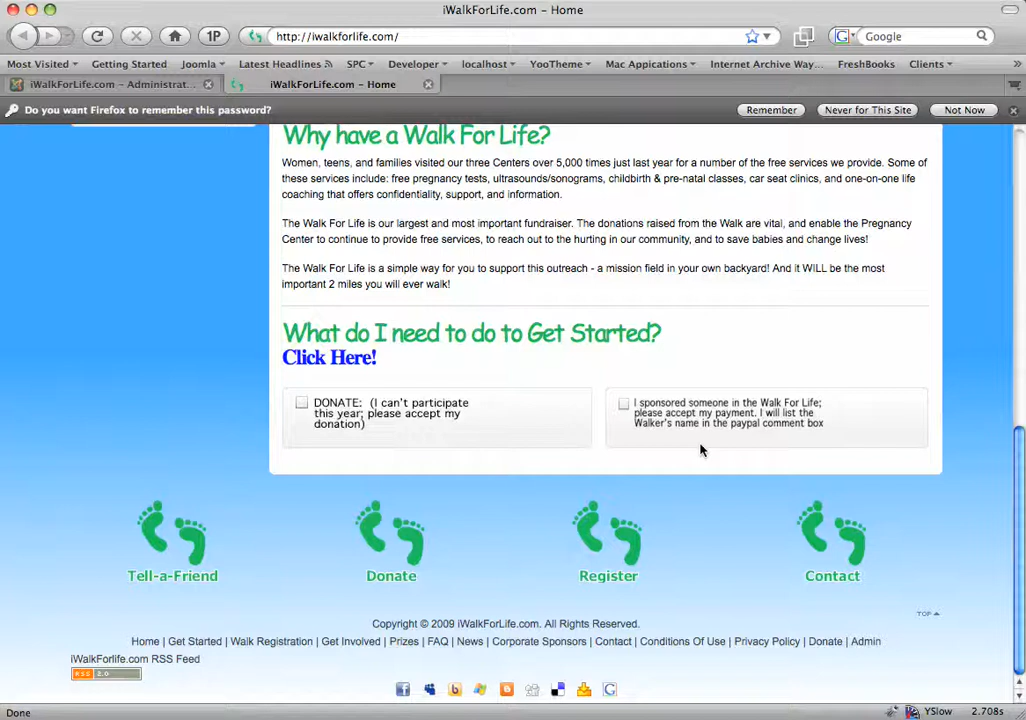 iWalkForLife.com - Home
1P
http://iwalkforlife.com/
Google
Most Visited Getting Started Joomla Latest Headlines SPC Developer localhost YooTheme Mac Appications Internet Archive Way... FreshBooks Clients »
iWalkForLife.com - Administrat... iWalkForLife.com - Home
Do you want Firefox to remember this password? Remember Never for This Site Not Now
Why have a Walk For Life?
Women, teens, and families visited our three Centers over 5,000 times just last year for a number of the free services we provide. Some of
these services include: free pregnancy tests, ultrasounds/sonograms, childbirth & pre-natal classes, car seat clinics, and one-on-one life
coaching that offers confidentiality, support, and information.
The Walk For Life is our largest and most important fundraiser. The donations raised from the Walk are vital, and enable the Pregnancy
Center to continue to provide free services, to reach out to the hurting in our community, and to save babies and change lives!
The Walk For Life is a simple way for you to support this outreach - a mission field in your own backyard! And it WILL be the most
important 2 miles you will ever walk!
What do I need to do to Get Started?
Click Here!
DONATE: (I can't participate
this year; please accept my
donation)
I sponsored someone in the Walk For Life;
please accept my payment. I will list the
Walker's name in the paypal comment box
Tell-a-Friend Donate Register Contact
TOP
Copyright © 2009 iWalkForLife.com. All Rights Reserved.
Home | Get Started | Walk Registration | Get Involved | Prizes | FAQ | News | Corporate Sponsors | Contact | Conditions Of Use | Privacy Policy | Donate | Admin
iWalkForlife.com RSS Feed
RSS 2.0
Done YSlow 2.708s